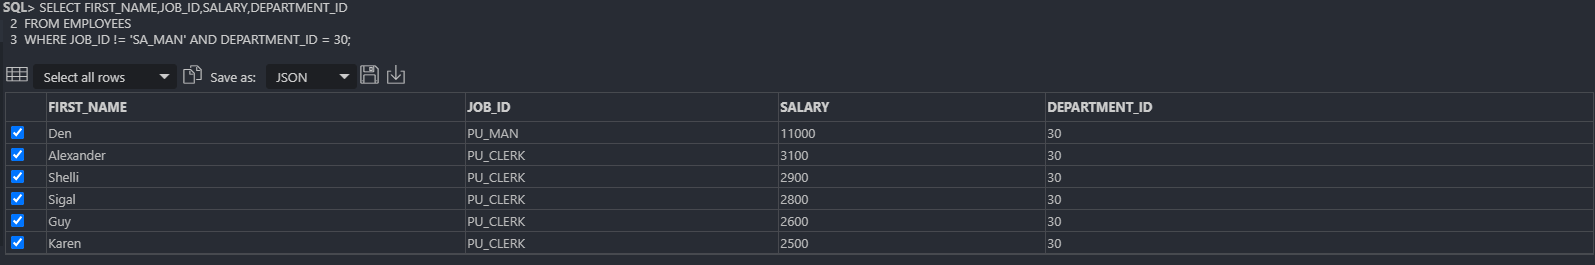 SQL> SELECT FIRST_NAME,JOB_ID,SALARY,DEPARTMENT_ID
2 FROM EMPLOYEES
3 WHERE JOB_ID != 'SA_MAN' AND DEPARTMENT_ID = 30;
Select all rows Save as: JSON
FIRST_NAME JOB_ID SALARY DEPARTMENT_ID
Den PU_MAN 11000 30
Alexander PU_CLERK 3100 30
Shelli PU_CLERK 2900 30
Sigal PU_CLERK 2800 30
Guy PU_CLERK 2600 30
Karen PU_CLERK 2500 30